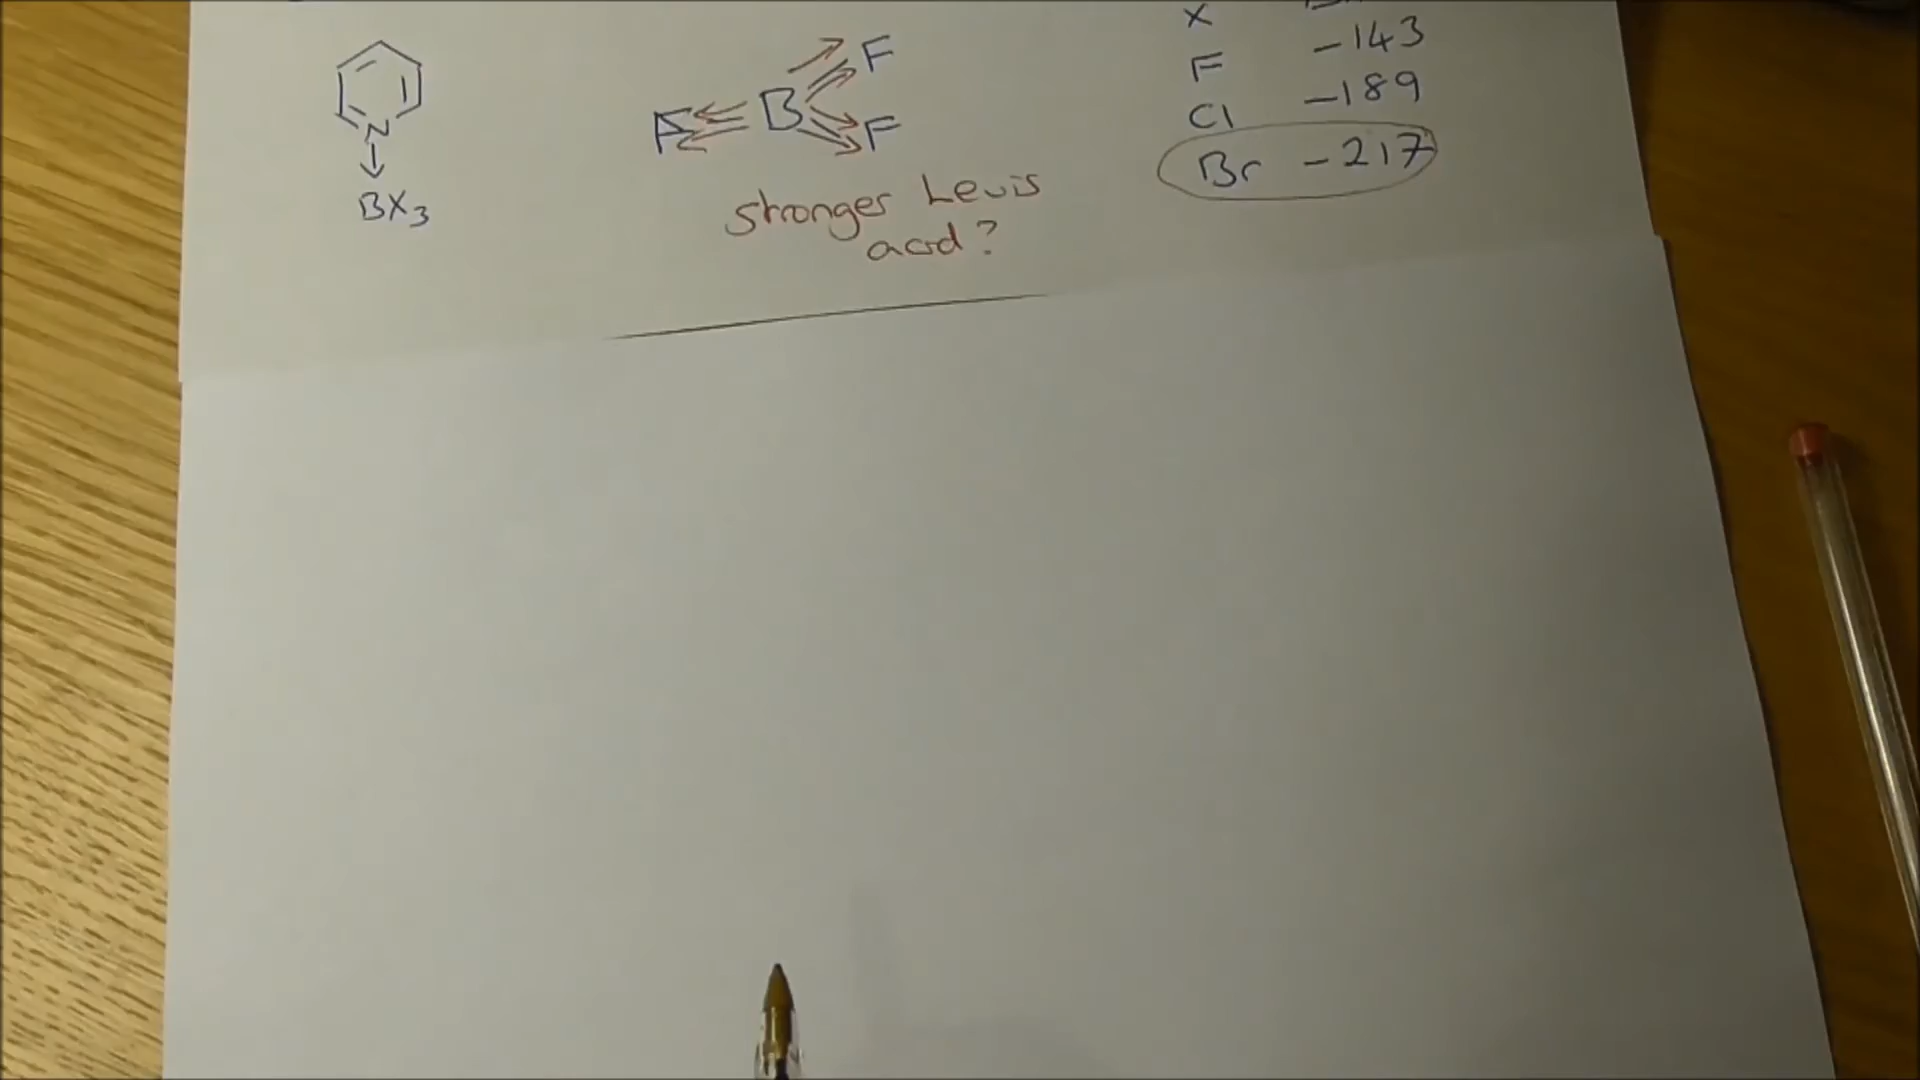 N
BX3
F
F B
F
stronger Lewis
acid?
X
F -143
Cl -189
Br -217